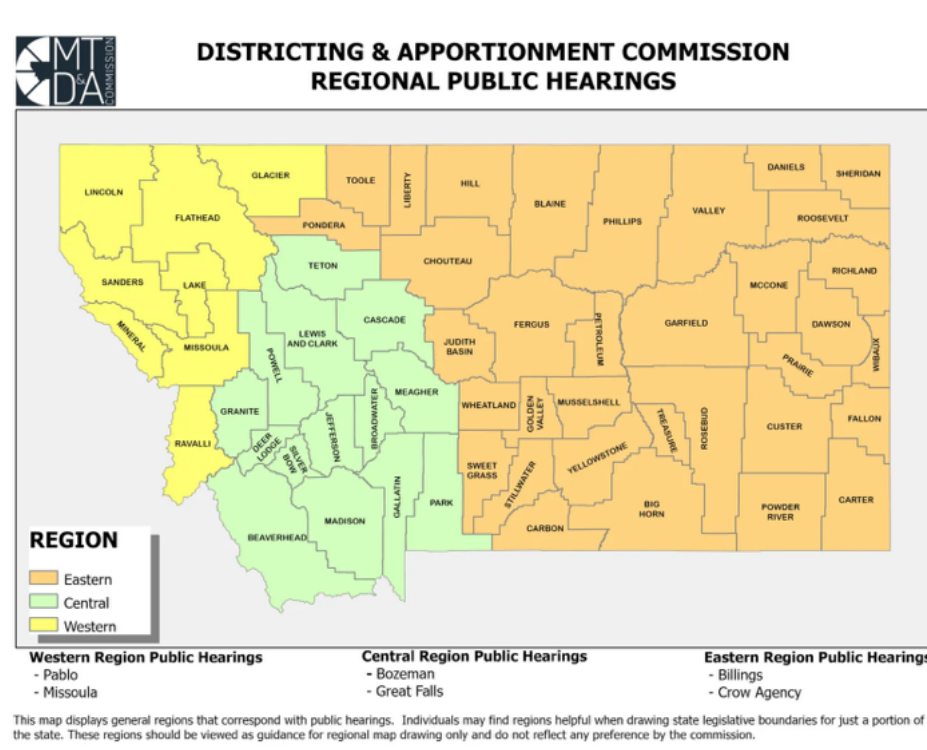 MT
&
D/A
COMMISSION
DISTRICTING & APPORTIONMENT COMMISSION
REGIONAL PUBLIC HEARINGS
LINCOLN
FLATHEAD
GLACIER
TOOLE
LIBERTY
HILL
BLAINE
PHILLIPS
VALLEY
DANIELS
SHERIDAN
ROOSEVELT
PONDERA
TETON
CHOUTEAU
SANDERS
LAKE
MCCONE
RICHLAND
MINERAL
MISSOULA
LEWIS
AND CLARK
CASCADE
JUDITH
BASIN
FERGUS
PETROLEUM
GARFIELD
DAWSON
WIBAUX
PRAIRIE
POWELL
GRANITE
MEAGHER
BROADWATER
JEFFERSON
WHEATLAND
GOLDEN
VALLEY
MUSSELSHELL
TREASURE
ROSEBUD
CUSTER
FALLON
RAVALLI
DEER
LODGE
SILVER
BOW
SWEET
GRASS
STILLWATER
YELLOWSTONE
BIG
HORN
POWDER
RIVER
CARTER
BEAVERHEAD
MADISON
GALLATIN
PARK
CARBON
REGION
Eastern
Central
Western
Western Region Public Hearings
- Pablo
- Missoula
Central Region Public Hearings
- Bozeman
- Great Falls
Eastern Region Public Hearings
- Billings
- Crow Agency
This map displays general regions that correspond with public hearings. Individuals may find regions helpful when drawing state legislative boundaries for just a portion of
the state. These regions should be viewed as guidance for regional map drawing only and do not reflect any preference by the commission.